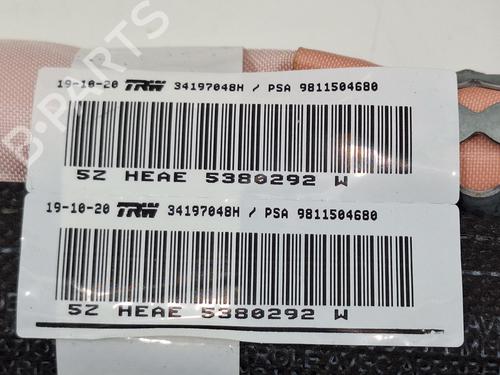 19-10-20 TRW 34197048H / PSA 9811504680
5Z HEAE 5380292 W
19-10-20 TRW 34197048H / PSA 9811504680
5Z HEAE 5380292 W
B-PARTS